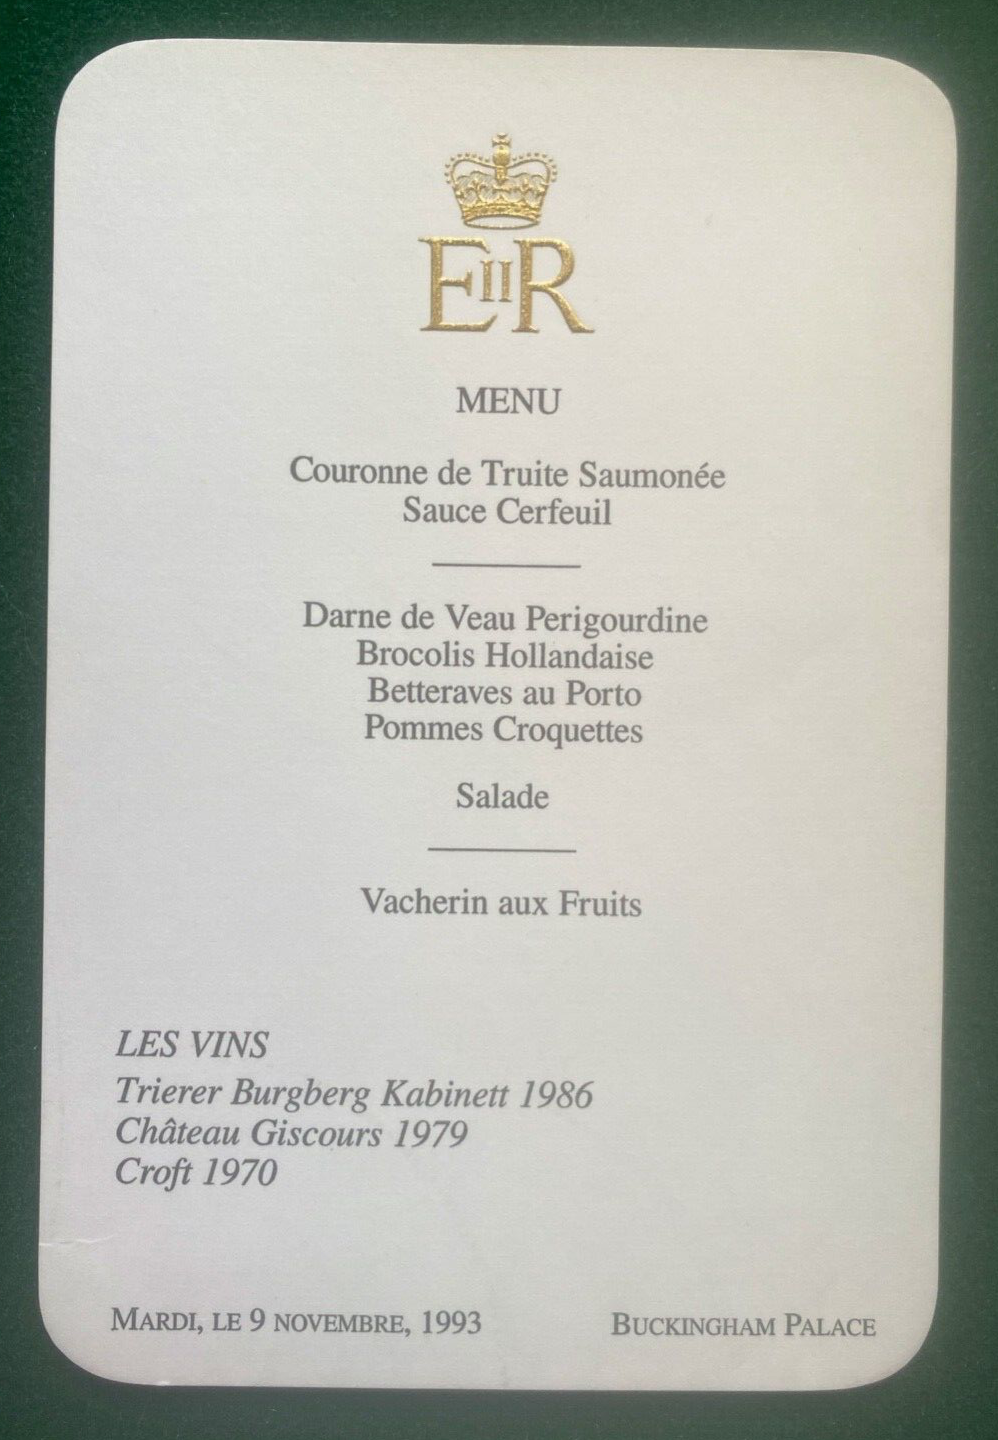 EIIR
MENU
Couronne de Truite Saumonée
Sauce Cerfeuil
Darne de Veau Perigourdine
Brocolis Hollandaise
Betteraves au Porto
Pommes Croquettes
Salade
Vacherin aux Fruits
LES VINS
Trierer Burgberg Kabinett 1986
Château Giscours 1979
Croft 1970
MARDI, LE 9 NOVEMBRE, 1993
BUCKINGHAM PALACE